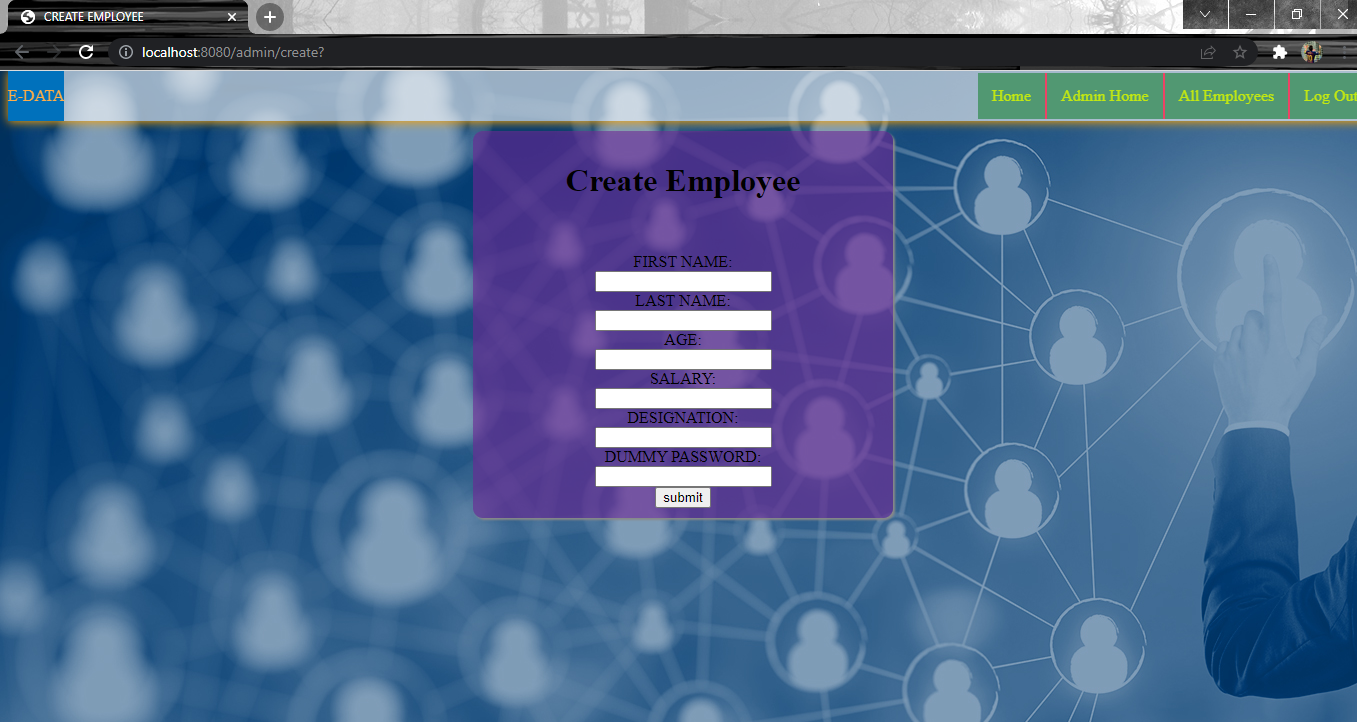 CREATE EMPLOYEE
localhost:8080/admin/create?
E-DATA
Home
Admin Home
All Employees
Log Out
Create Employee
FIRST NAME:
LAST NAME:
AGE:
SALARY:
DESIGNATION:
DUMMY PASSWORD:
submit